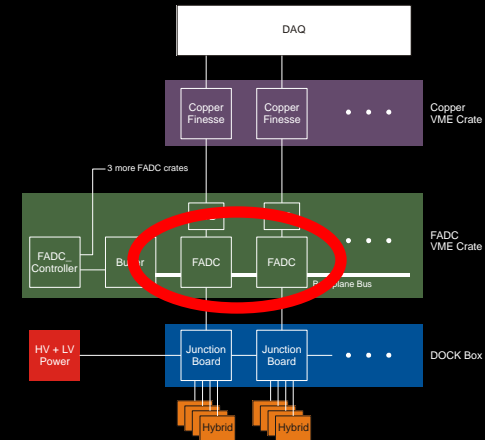 DAQ
Copper
Finesse
Copper
Finesse
Copper
VME Crate
3 more FADC crates
FADC_
Controller
FADC
FADC
FADC
VME Crate
Bus
HV + LV
Power
Junction
Board
Junction
Board
DOCK Box
Hybrid
Hybrid